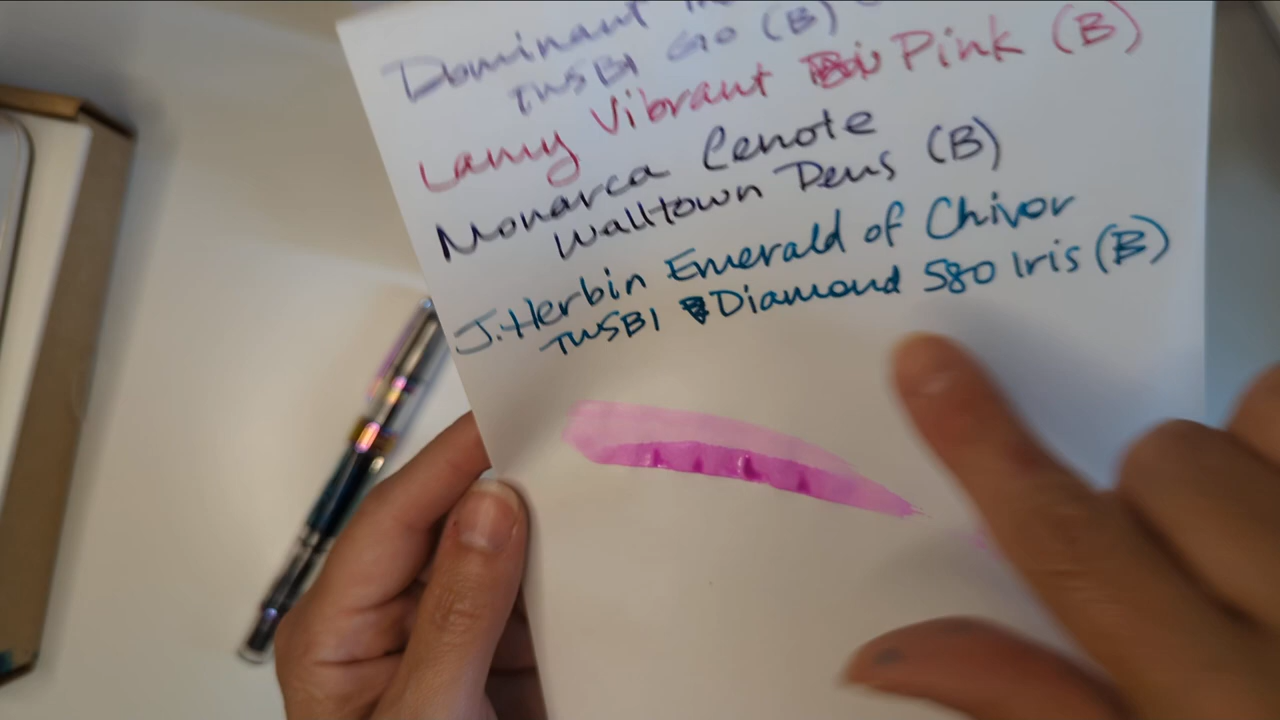 Dominant
TWSBI Go (B)
Lamy Vibrant Pink (B)
Monarca Cenote
Walltown Deus (B)
J.Herbin Emerald of Chivor
TWSBI Diamond 580 Iris (B)